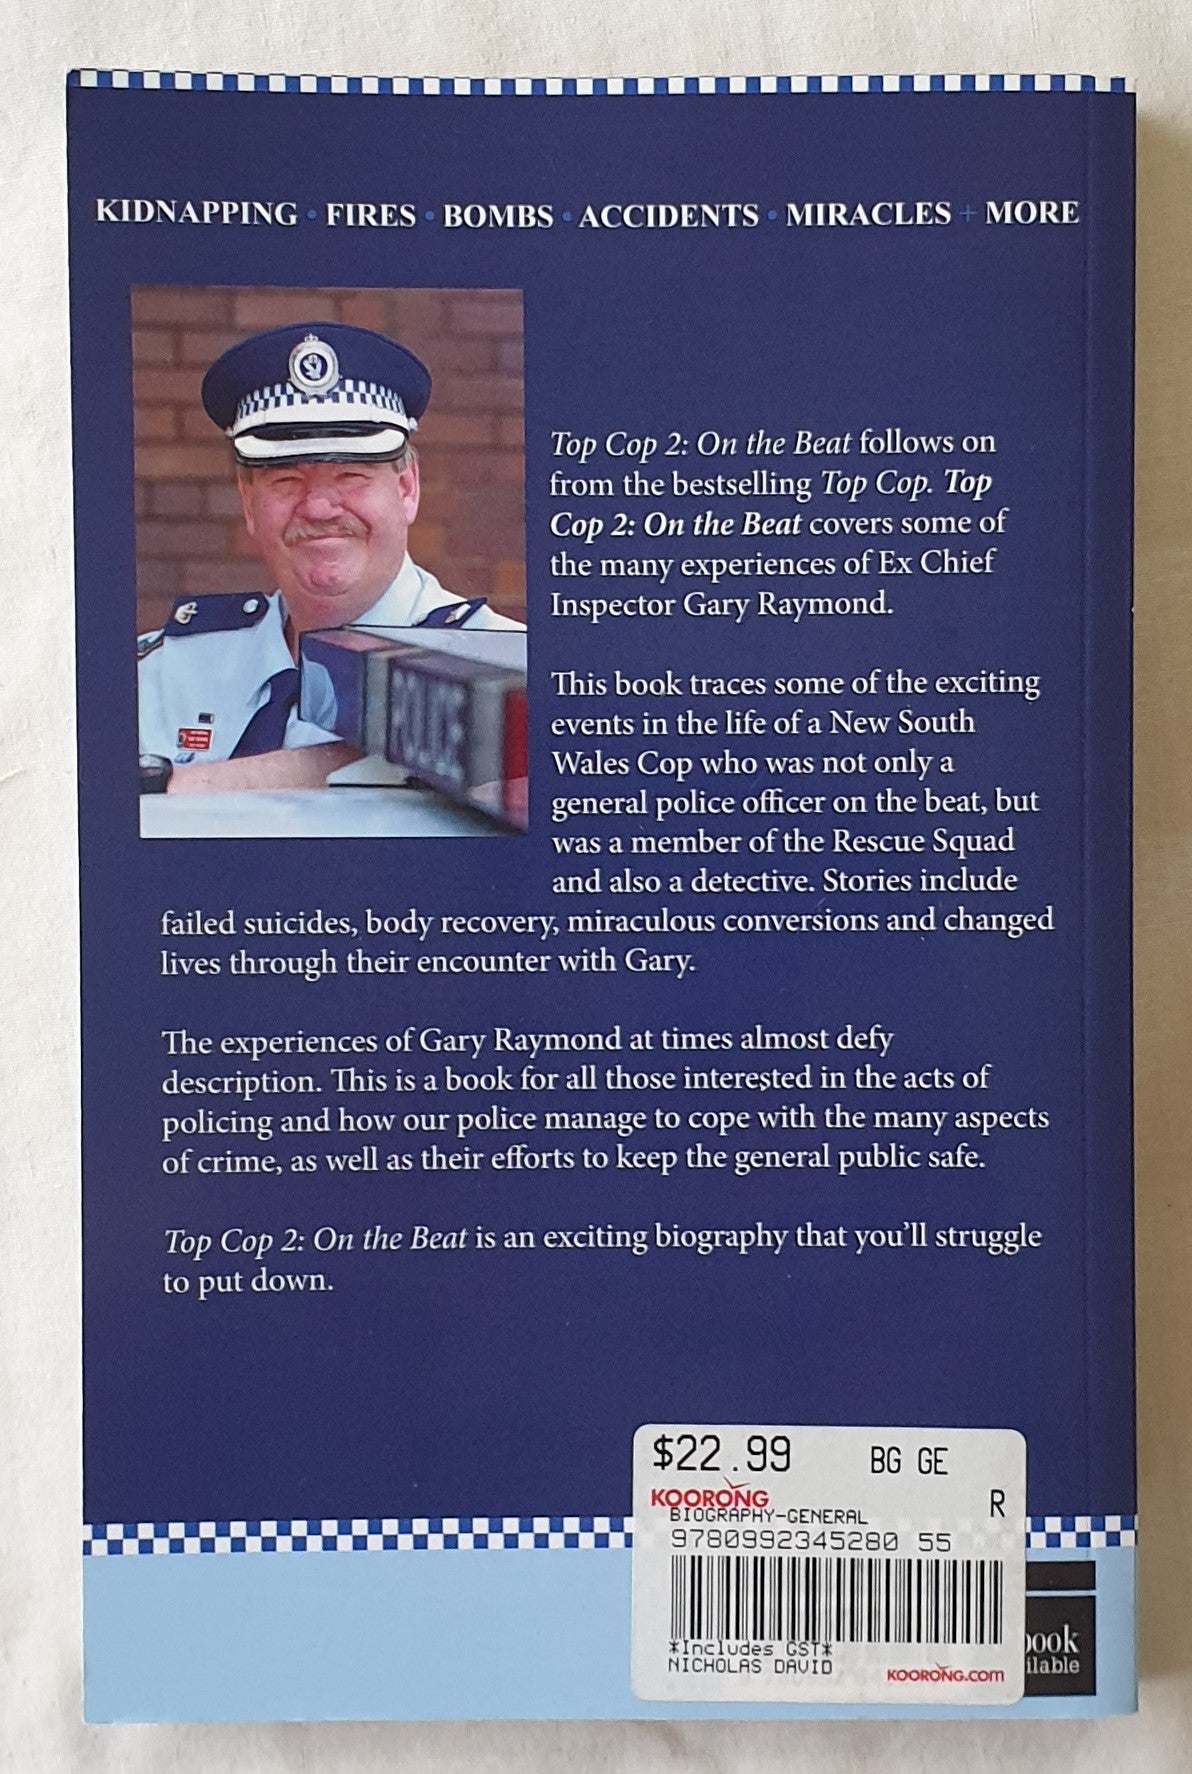 KIDNAPPING • FIRES • BOMBS • ACCIDENTS • MIRACLES + MORE
POLICE
Top Cop 2: On the Beat follows on
from the bestselling Top Cop. Top
Cop 2: On the Beat covers some of
the many experiences of Ex Chief
Inspector Gary Raymond.
This book traces some of the exciting
events in the life of a New South
Wales Cop who was not only a
general police officer on the beat, but
was a member of the Rescue Squad
and also a detective. Stories include
failed suicides, body recovery, miraculous conversions and changed
lives through their encounter with Gary.
The experiences of Gary Raymond at times almost defy
description. This is a book for all those interested in the acts of
policing and how our police manage to cope with the many aspects
of crime, as well as their efforts to keep the general public safe.
Top Cop 2: On the Beat is an exciting biography that you'll struggle
to put down.
$22.99 BG GE
KOORONG R
BIOGRAPHY-GENERAL
9780992345280 55
*Includes GST*
NICHOLAS DAVID
KOORONG.com
book
ilable